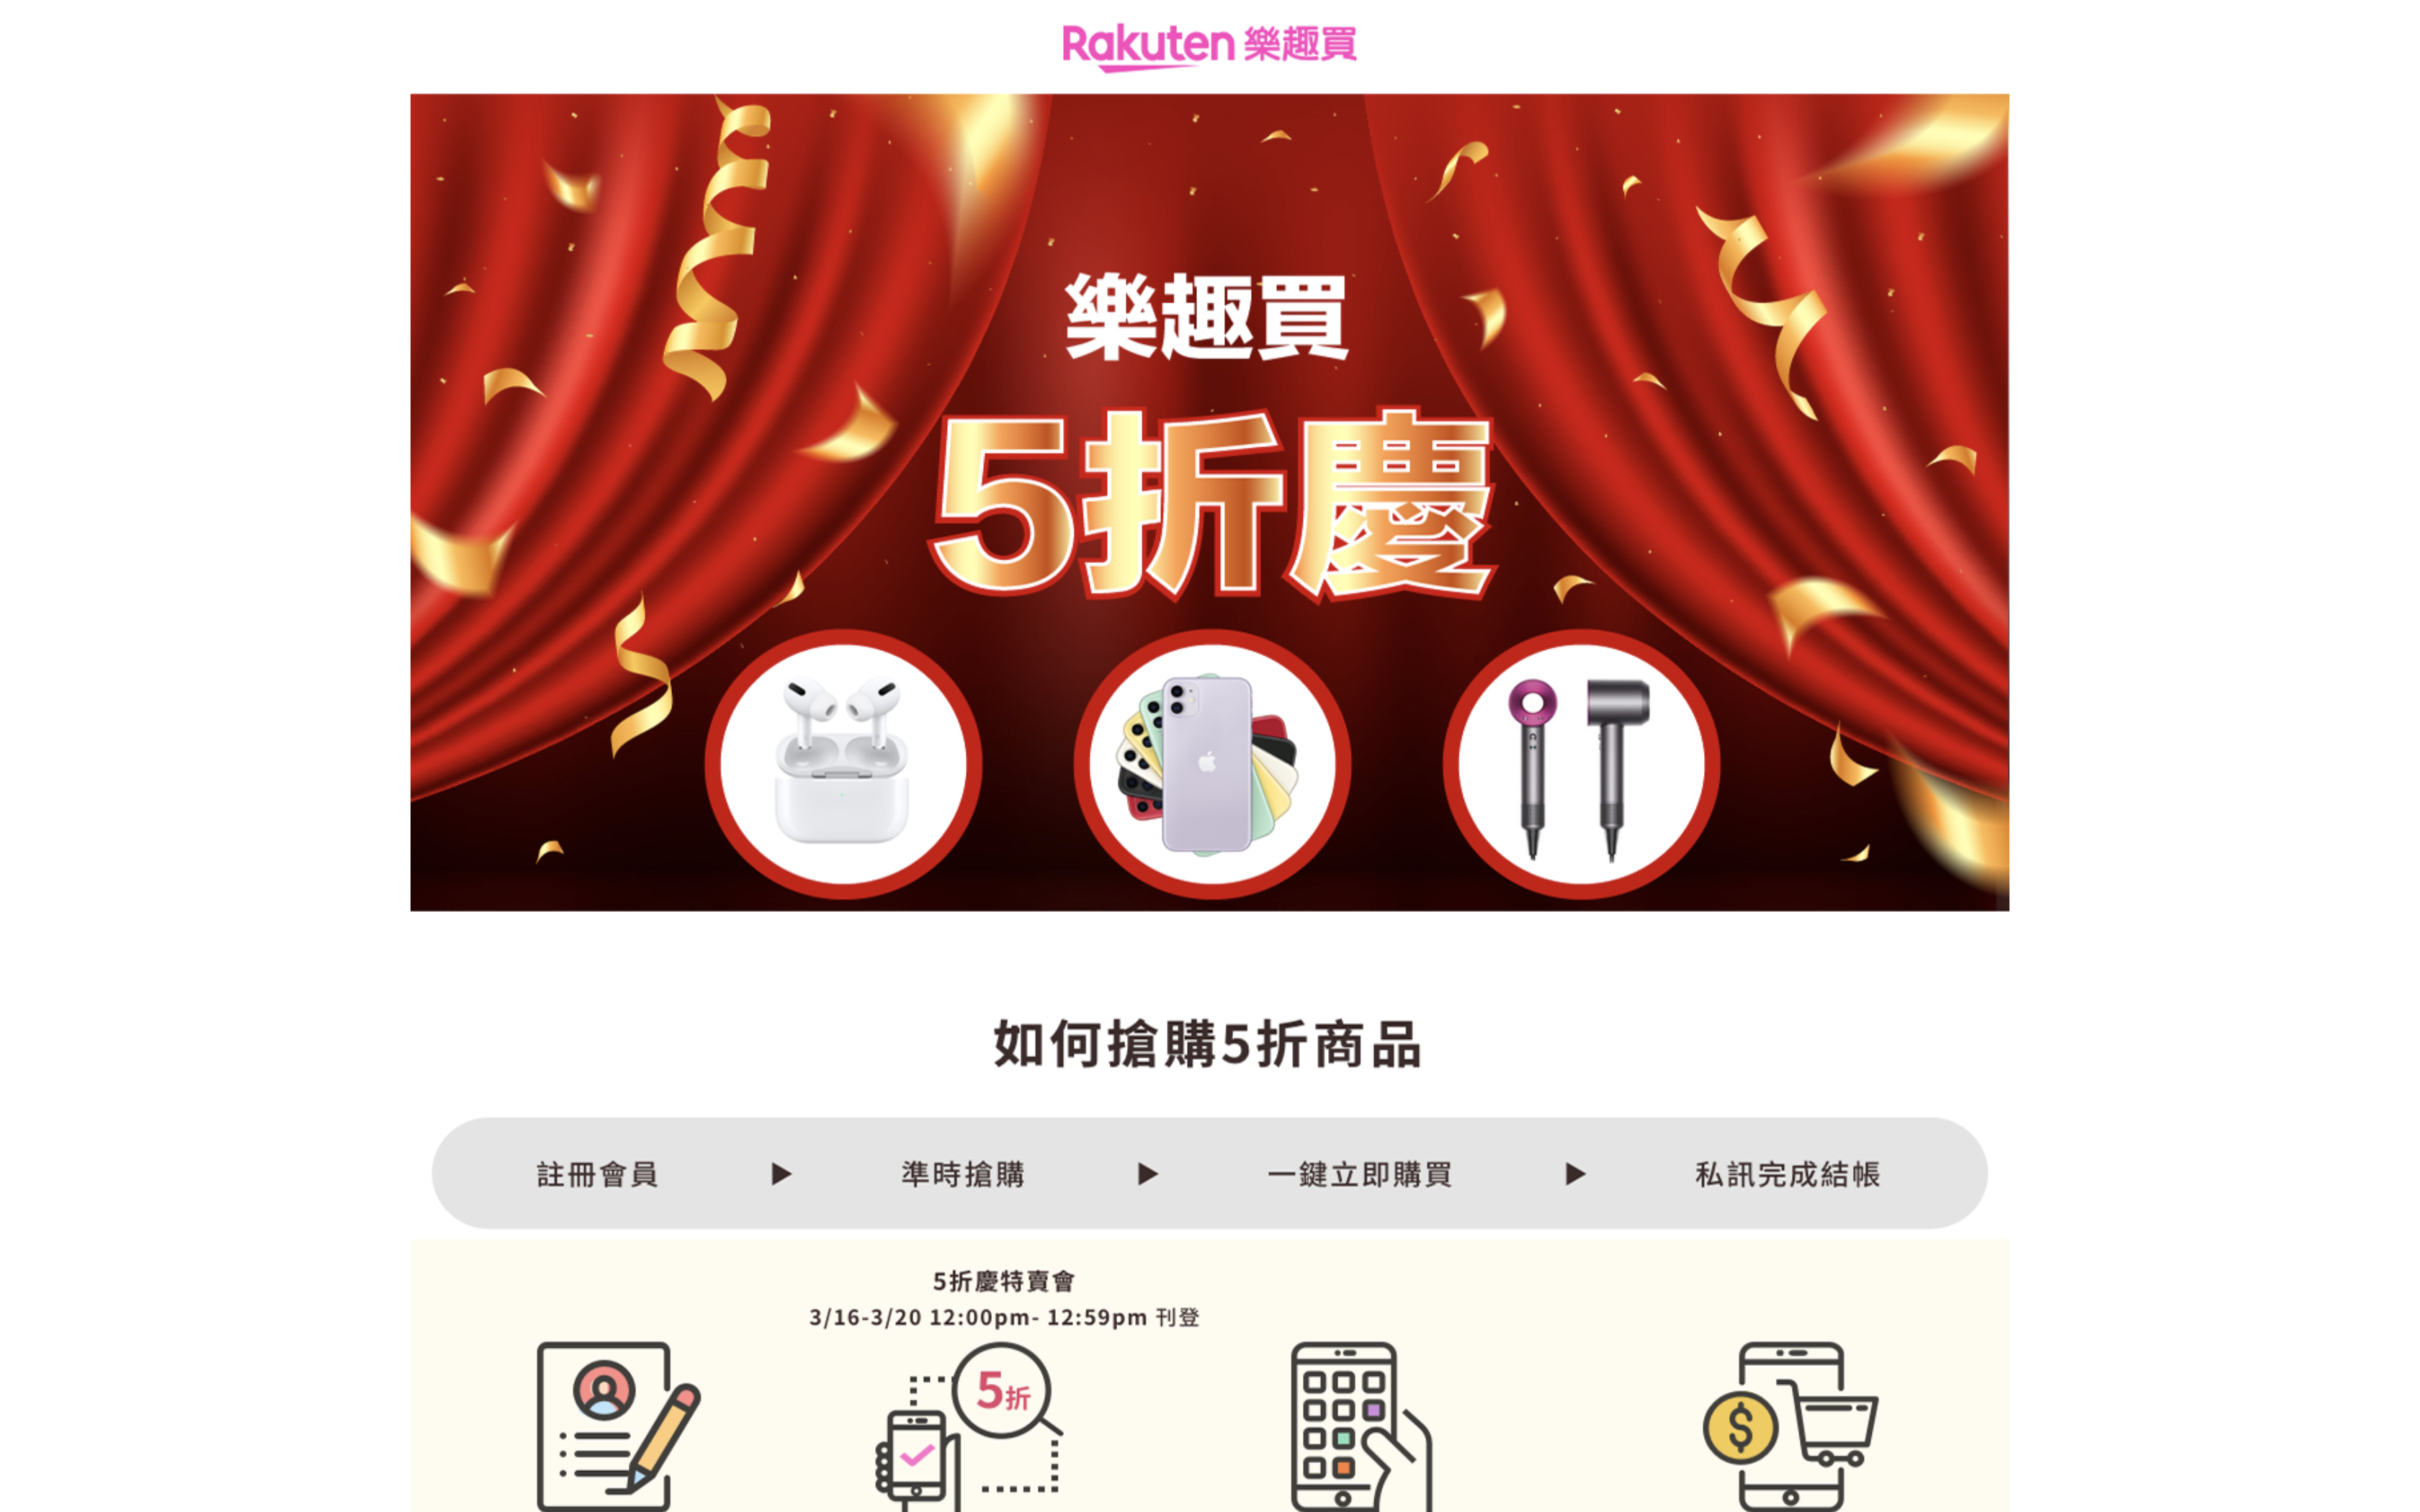 Rakuten 樂趣買
樂趣買
5折慶
如何搶購5折商品
註冊會員 ▶ 準時搶購 ▶ 一鍵立即購買 ▶ 私訊完成結帳
5折慶特賣會
3/16-3/20 12:00pm- 12:59pm 刊登
5折
$